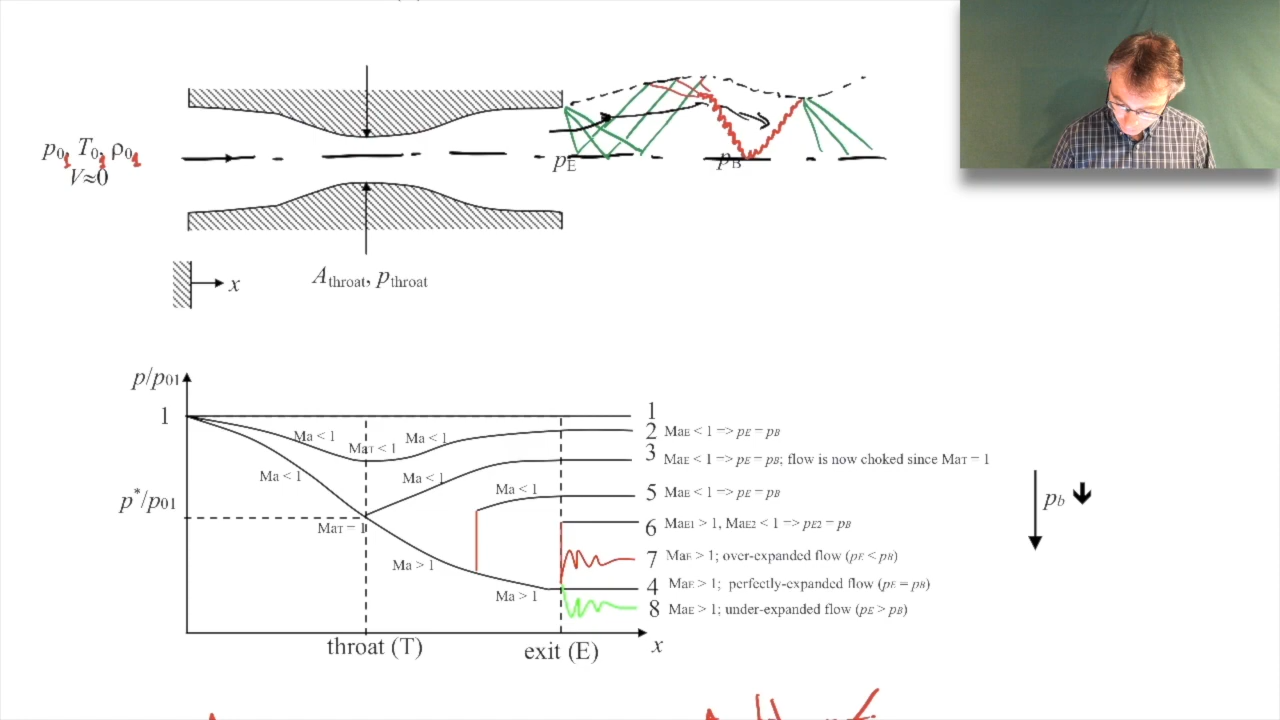 p₀₁ T₀₁ ρ₀₁
V≈0
pE
pB
x
Athroat, pthroat
p/p01
1
p*/p01
Ma < 1
MaT < 1
Ma < 1
Ma < 1
Ma < 1
MaT = 1
Ma > 1
Ma < 1
Ma > 1
1
2 MaE < 1 => pE = pB
3 MaE < 1 => pE = pB; flow is now choked since MaT = 1
5 MaE < 1 => pE = pB
6 MaE1 > 1, MaE2 < 1 => pE2 = pB
7 MaE > 1; over-expanded flow (pE < pB)
4 MaE > 1; perfectly-expanded flow (pE = pB)
8 MaE > 1; under-expanded flow (pE > pB)
pb ↓
throat (T)
exit (E)
x